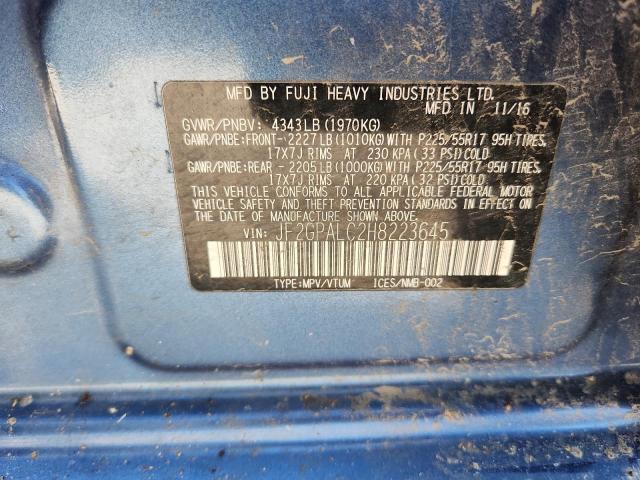 MFD BY FUJI HEAVY INDUSTRIES LTD.
MFD IN 11/16
GVWR/PNBV: 4343LB (1970KG)
GAWR/PNBE:FRONT-2227LB(1010KG)WITH P225/55R17 95H TIRES,
17X7J RIMS AT 230 KPA (33 PSI)COLD
GAWR/PNBE:REAR -2205LB(1000KG)WITH P225/55R17 95H TIRES,
17X7J RIMS AT 220 KPA (32 PSI)COLD
THIS VEHICLE CONFORMS TO ALL APPLICABLE FEDERAL MOTOR
VEHICLE SAFETY AND THEFT PREVENTION STANDARDS IN EFFECT
ON THE DATE OF MANUFACTURE SHOWN ABOVE.
VIN: JF2GPALC2H8223645
TYPE:MPV/VTUM ICES/NMB-002